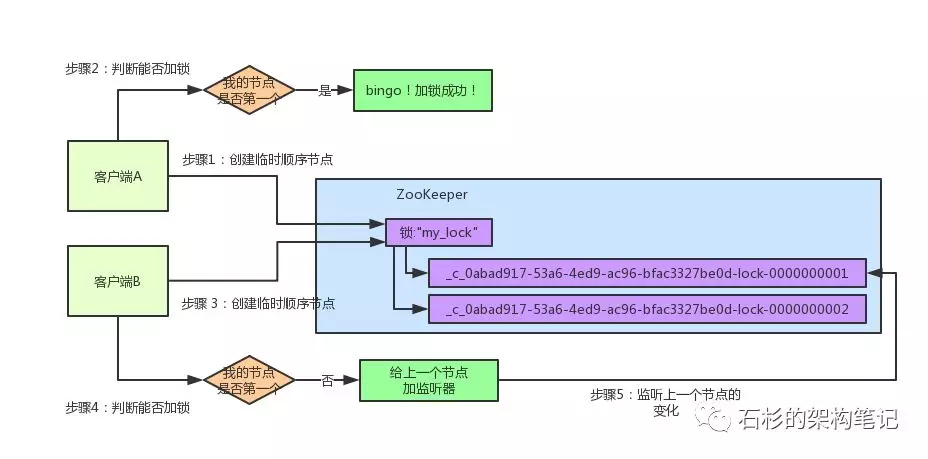 步骤2：判断能否加锁
我的节点
是否第一个
是
bingo！加锁成功！
客户端A
步骤1：创建临时顺序节点
ZooKeeper
锁:"my_lock"
_c_0abad917-53a6-4ed9-ac96-bfac3327be0d-lock-0000000001
_c_0abad917-53a6-4ed9-ac96-bfac3327be0d-lock-0000000002
客户端B
步骤 3：创建临时顺序节点
我的节点
是否第一个
否
给上一个节点
加监听器
步骤4：判断能否加锁
步骤5：监听上一个节点的
变化
石杉的架构笔记